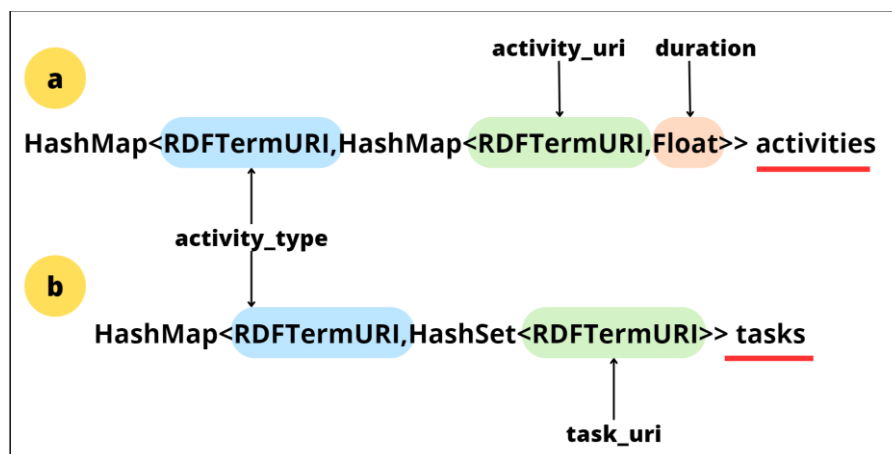 activity_uri duration
a
HashMap<RDFTermURI,HashMap<RDFTermURI,Float>> activities
activity_type
b
HashMap<RDFTermURI,HashSet<RDFTermURI>> tasks
task_uri